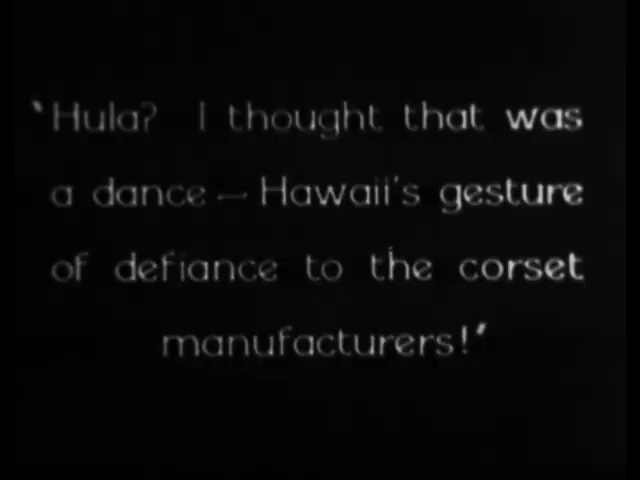 "Hula? I thought that was
a dance — Hawaii's gesture
of defiance to the corset
manufacturers!"